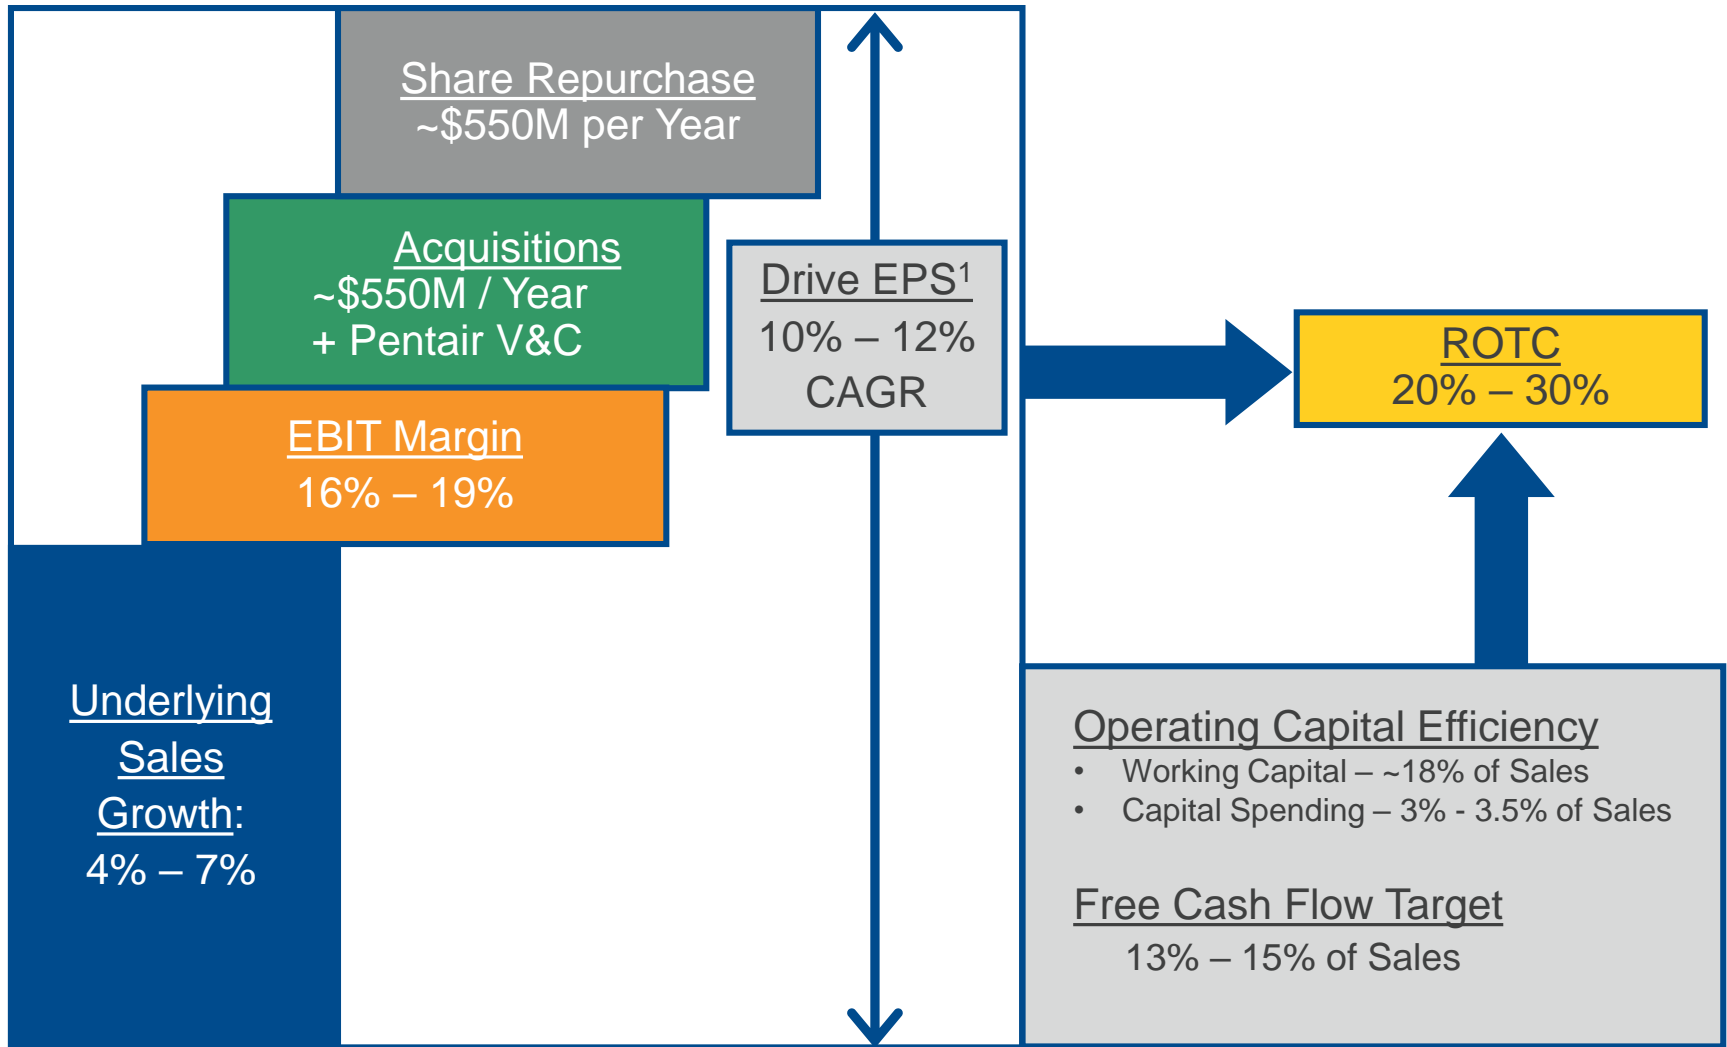 Share Repurchase
~$550M per Year
Acquisitions
~$550M / Year
+ Pentair V&C
EBIT Margin
16% – 19%
Underlying
Sales
Growth:
4% – 7%
Drive EPS¹
10% – 12%
CAGR
ROTC
20% – 30%
Operating Capital Efficiency
• Working Capital – ~18% of Sales
• Capital Spending – 3% - 3.5% of Sales
Free Cash Flow Target
13% – 15% of Sales